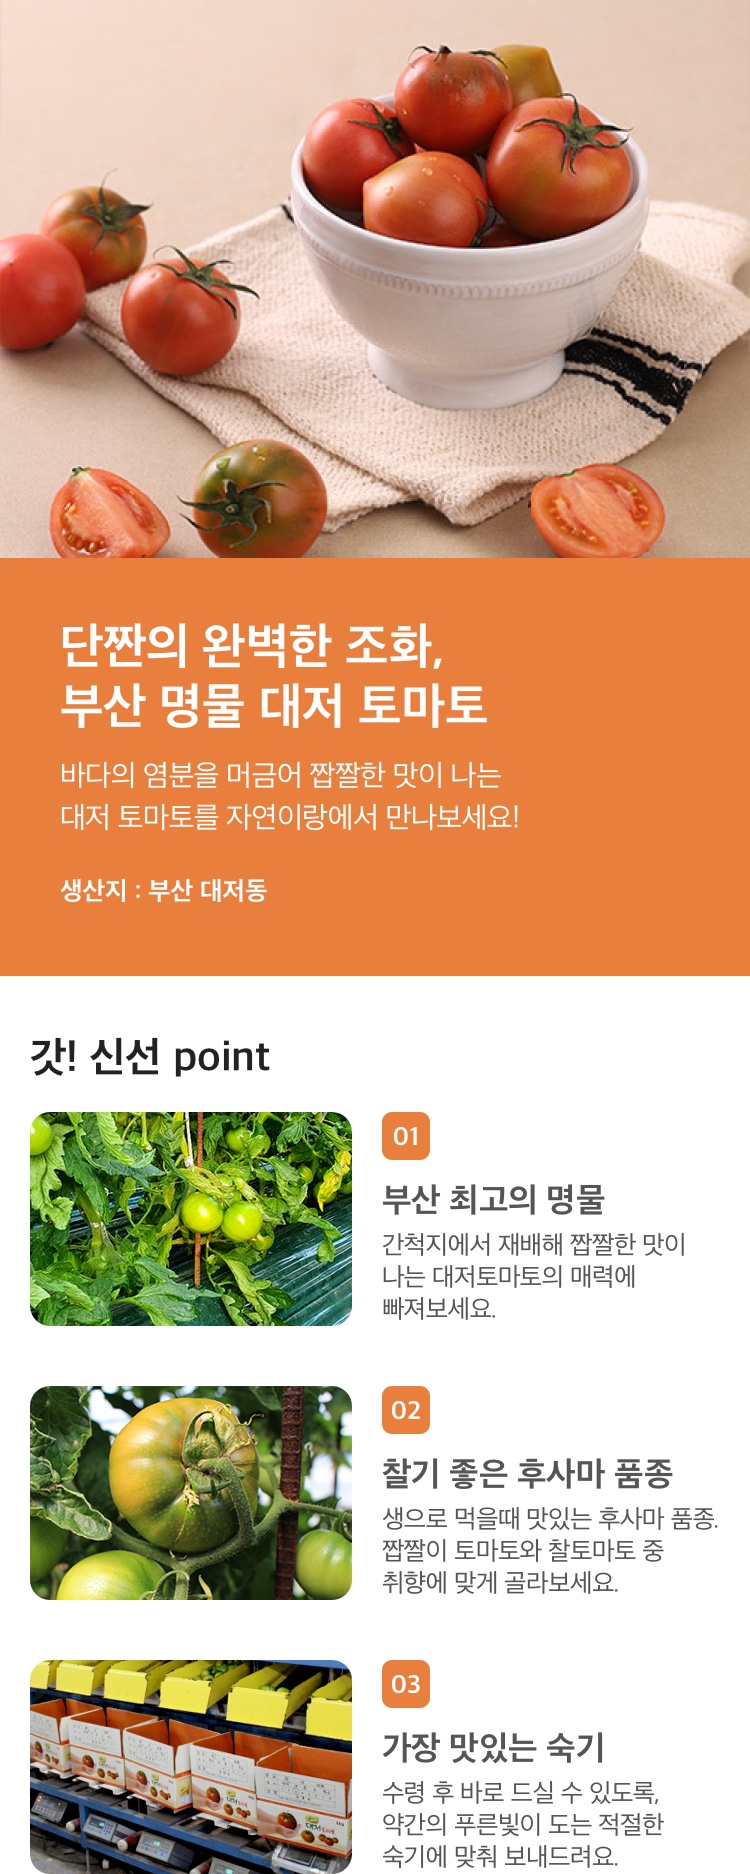 단짠의 완벽한 조화,
부산 명물 대저 토마토
바다의 염분을 머금어 짭짤한 맛이 나는
대저 토마토를 자연이랑에서 만나보세요!
생산지 : 부산 대저동
갓! 신선 point
01
부산 최고의 명물
간척지에서 재배해 짭짤한 맛이
나는 대저토마토의 매력에
빠져보세요.
02
찰기 좋은 후사마 품종
생으로 먹을때 맛있는 후사마 품종.
짭짤이 토마토와 찰토마토 중
취향에 맞게 골라보세요.
03
가장 맛있는 숙기
수령 후 바로 드실 수 있도록,
약간의 푸른빛이 도는 적절한
숙기에 맞춰 보내드려요.